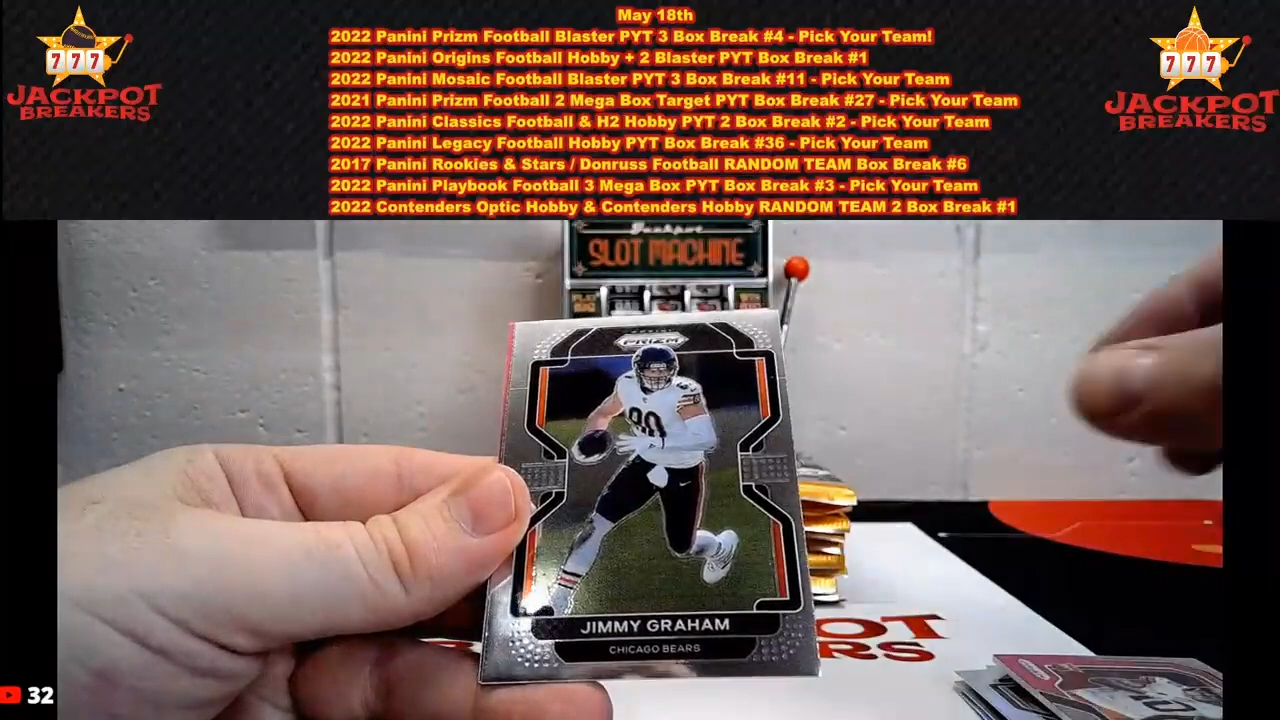 May 18th
2022 Panini Prizm Football Blaster PYT 3 Box Break #4 - Pick Your Team!
2022 Panini Origins Football Hobby + 2 Blaster PYT Box Break #1
2022 Panini Mosaic Football Blaster PYT 3 Box Break #11 - Pick Your Team
2021 Panini Prizm Football 2 Mega Box Target PYT Box Break #27 - Pick Your Team
2022 Panini Classics Football & H2 Hobby PYT 2 Box Break #2 - Pick Your Team
2022 Panini Legacy Football Hobby PYT Box Break #36 - Pick Your Team
2017 Panini Rookies & Stars / Donruss Football RANDOM TEAM Box Break #6
2022 Panini Playbook Football 3 Mega Box PYT Box Break #3 - Pick Your Team
2022 Contenders Optic Hobby & Contenders Hobby RANDOM TEAM 2 Box Break #1
777
JACKPOT
BREAKERS
777
JACKPOT
BREAKERS
Jackpot
SLOT MACHINE
PANINI
PRIZM
80
JIMMY GRAHAM
CHICAGO BEARS
OT
RS
32